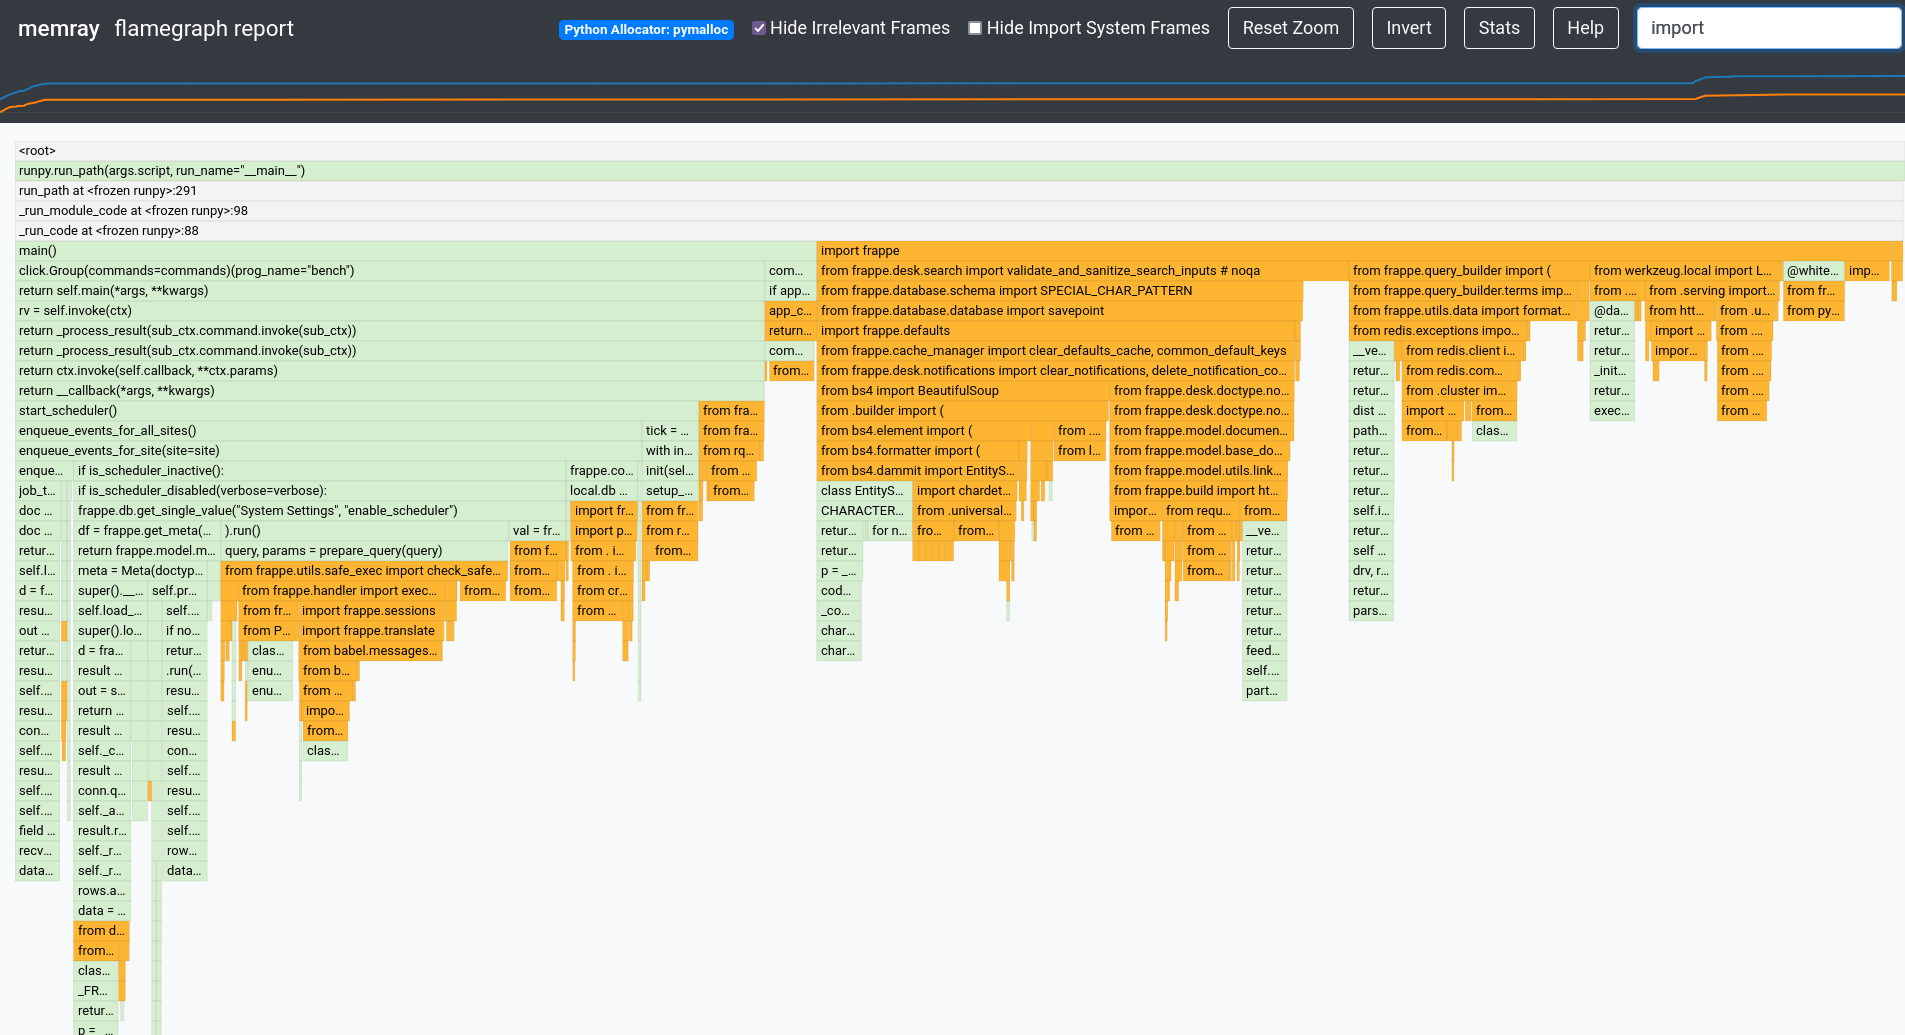 memray flamegraph report Python Allocator: pymalloc Hide Irrelevant Frames Hide Import System Frames Reset Zoom Invert Stats Help import
<root>
runpy.run_path(args.script, run_name="__main__")
run_path at <frozen runpy>:291
_run_module_code at <frozen runpy>:98
_run_code at <frozen runpy>:88
main() import frappe
click.Group(commands=commands)(prog_name="bench") com... from frappe.desk.search import validate_and_sanitize_search_inputs # noqa from frappe.query_builder import ( from werkzeug.local import L... @white... imp...
return self.main(*args, **kwargs) if app... from frappe.database.schema import SPECIAL_CHAR_PATTERN from frappe.query_builder.terms imp... from .... from .serving import... from fr...
rv = self.invoke(ctx) app_c... from frappe.database.database import savepoint from frappe.utils.data import format... @da... from htt... from .u... from py...
return _process_result(sub_ctx.command.invoke(sub_ctx)) return... import frappe.defaults from redis.exceptions impo... retur... import ... from ....
return _process_result(sub_ctx.command.invoke(sub_ctx)) com... from frappe.cache_manager import clear_defaults_cache, common_default_keys __ve... from redis.client i... retur... impor... from ....
return ctx.invoke(self.callback, **ctx.params) from... from frappe.desk.notifications import clear_notifications, delete_notification_co... retur... from redis.com... _init... from ....
return __callback(*args, **kwargs) from bs4 import BeautifulSoup from frappe.desk.doctype.no... retur... from .cluster im... retur... from ...
start_scheduler() from fra... from .builder import ( from frappe.desk.doctype.no... dist ... import ... from... exec... from ...
enqueue_events_for_all_sites() tick = ... from fra... from bs4.element import ( from .... from frappe.model.documen... path... from... clas...
enqueue_events_for_site(site=site) with in... from rq... from bs4.formatter import ( from l... from frappe.model.base_do... retur...
enque... if is_scheduler_inactive(): frappe.co... init(sel... from ... from bs4.dammit import EntityS... from frappe.model.utils.link... retur...
job_t... if is_scheduler_disabled(verbose=verbose): local.db ... setup_... from... class EntityS... import chardet... from frappe.build import ht... retur...
doc ... frappe.db.get_single_value("System Settings", "enable_scheduler") import fr... from fr... CHARACTER... from .universal... impor... from requ... from... self.i...
doc ... df = frappe.get_meta(... ).run() val = fr... import p... from r... retur... for n... fro... from... from ... from ... __ve... retur...
retur... return frappe.model.m... query, params = prepare_query(query) from f... from . i... from... retur... from ... retur... self ...
self.l... meta = Meta(doctyp... from frappe.utils.safe_exec import check_safe... from... from . i... p = _... from... retur... drv, r...
d = f... super().__... self.pr... from frappe.handler import exec... from... from... from cr... cod... retur... retur...
resu... self.load_... self.... from fr... import frappe.sessions from ... _co... retur... pars...
out ... super().lo... if no... from P... import frappe.translate char... retur...
retur... d = fra... retur... clas... from babel.messages... char... feed...
resu... result ... .run(... enu... from b... self....
self.... out = s... resu... enu... from ... part...
resu... return ... self.... impo...
con... result ... resu... from...
self.... self._c... con... clas...
resu... result ... self....
self.... conn.q... resu...
self.... self._a... self....
field ... result.r... self....
recv... self._r... row...
data... self._r... data...
rows.a...
data = ...
from d...
from...
clas...
_FR...
retur...
p = _...